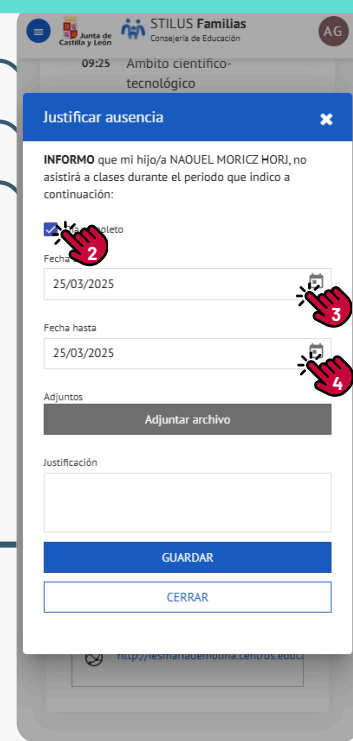 Junta de
Castilla y León
STILUS Familias
Consejería de Educación
AG
09:25 Ámbito científico-
tecnológico
Justificar ausencia
INFORMO que mi hijo/a NAOUEL MORICZ HORJ, no
asistirá a clases durante el periodo que indico a
continuación:
2
Fecha
25/03/2025
3
Fecha hasta
25/03/2025
4
Adjuntos
Adjuntar archivo
Justificación
GUARDAR
CERRAR
http://iesmariademolina.centros.educa